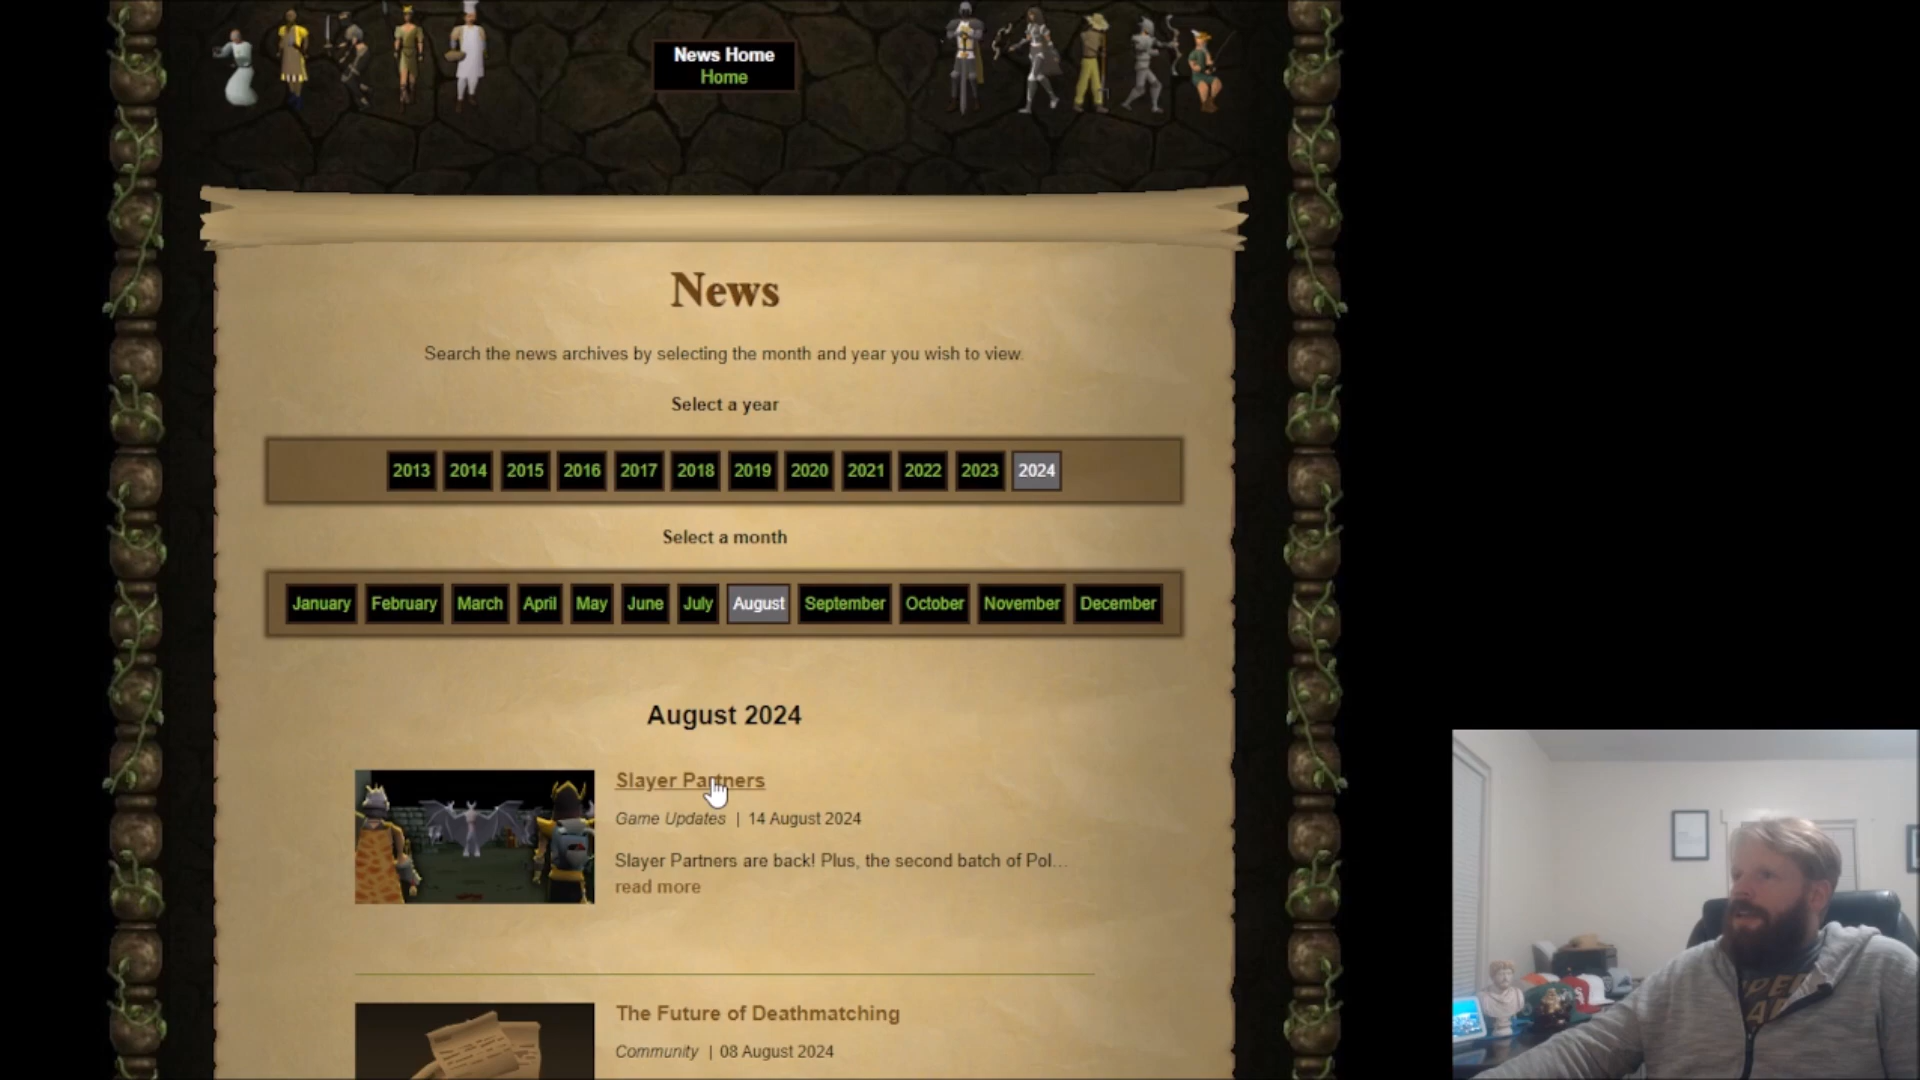 News Home
Home
News
Search the news archives by selecting the month and year you wish to view.
Select a year
2013 2014 2015 2016 2017 2018 2019 2020 2021 2022 2023 2024
Select a month
January February March April May June July August September October November December
August 2024
Slayer Partners
Game Updates | 14 August 2024
Slayer Partners are back! Plus, the second batch of Pol...
read more
The Future of Deathmatching
Community | 08 August 2024